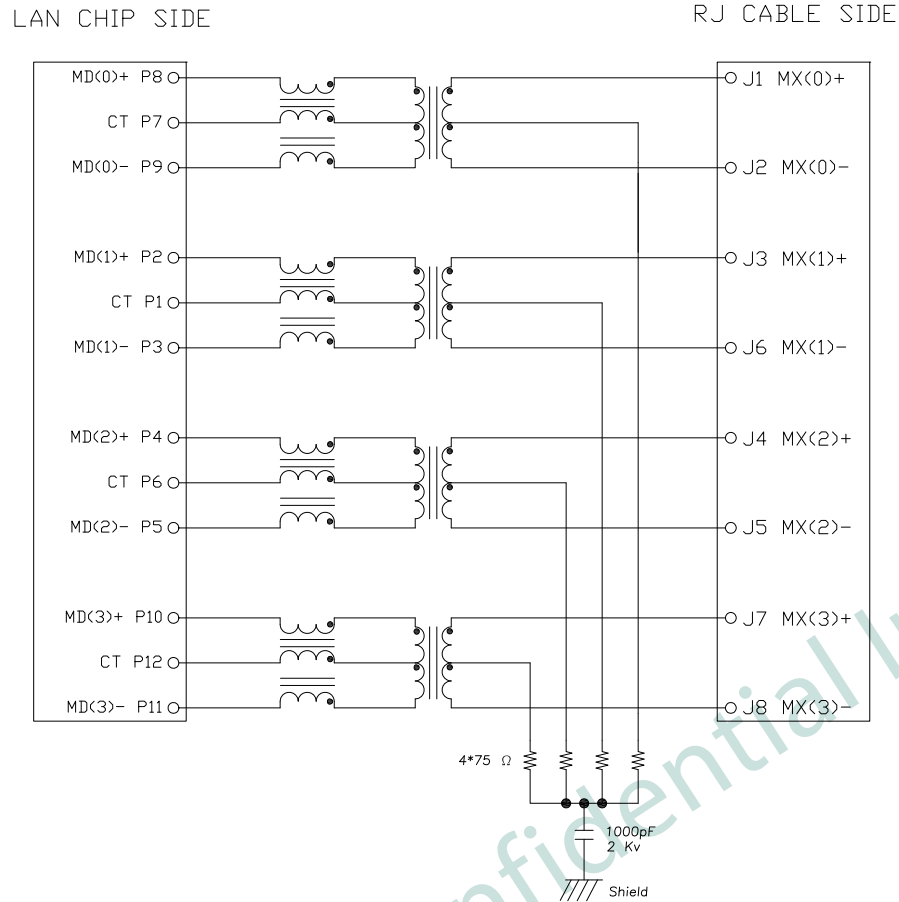 LAN CHIP SIDE
RJ CABLE SIDE
MD(0)+ P8
J1 MX(0)+
CT P7
MD(0)- P9
J2 MX(0)-
MD(1)+ P2
J3 MX(1)+
CT P1
MD(1)- P3
J6 MX(1)-
MD(2)+ P4
J4 MX(2)+
CT P6
MD(2)- P5
J5 MX(2)-
MD(3)+ P10
J7 MX(3)+
CT P12
MD(3)- P11
J8 MX(3)-
4*75 Ω
1000pF
2 Kv
Shield